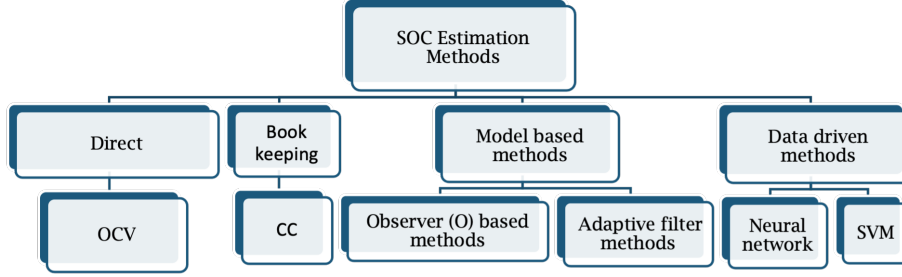 SOC Estimation
Methods
Direct
Book
keeping
Model based
methods
Data driven
methods
OCV
CC
Observer (O) based
methods
Adaptive filter
methods
Neural
network
SVM